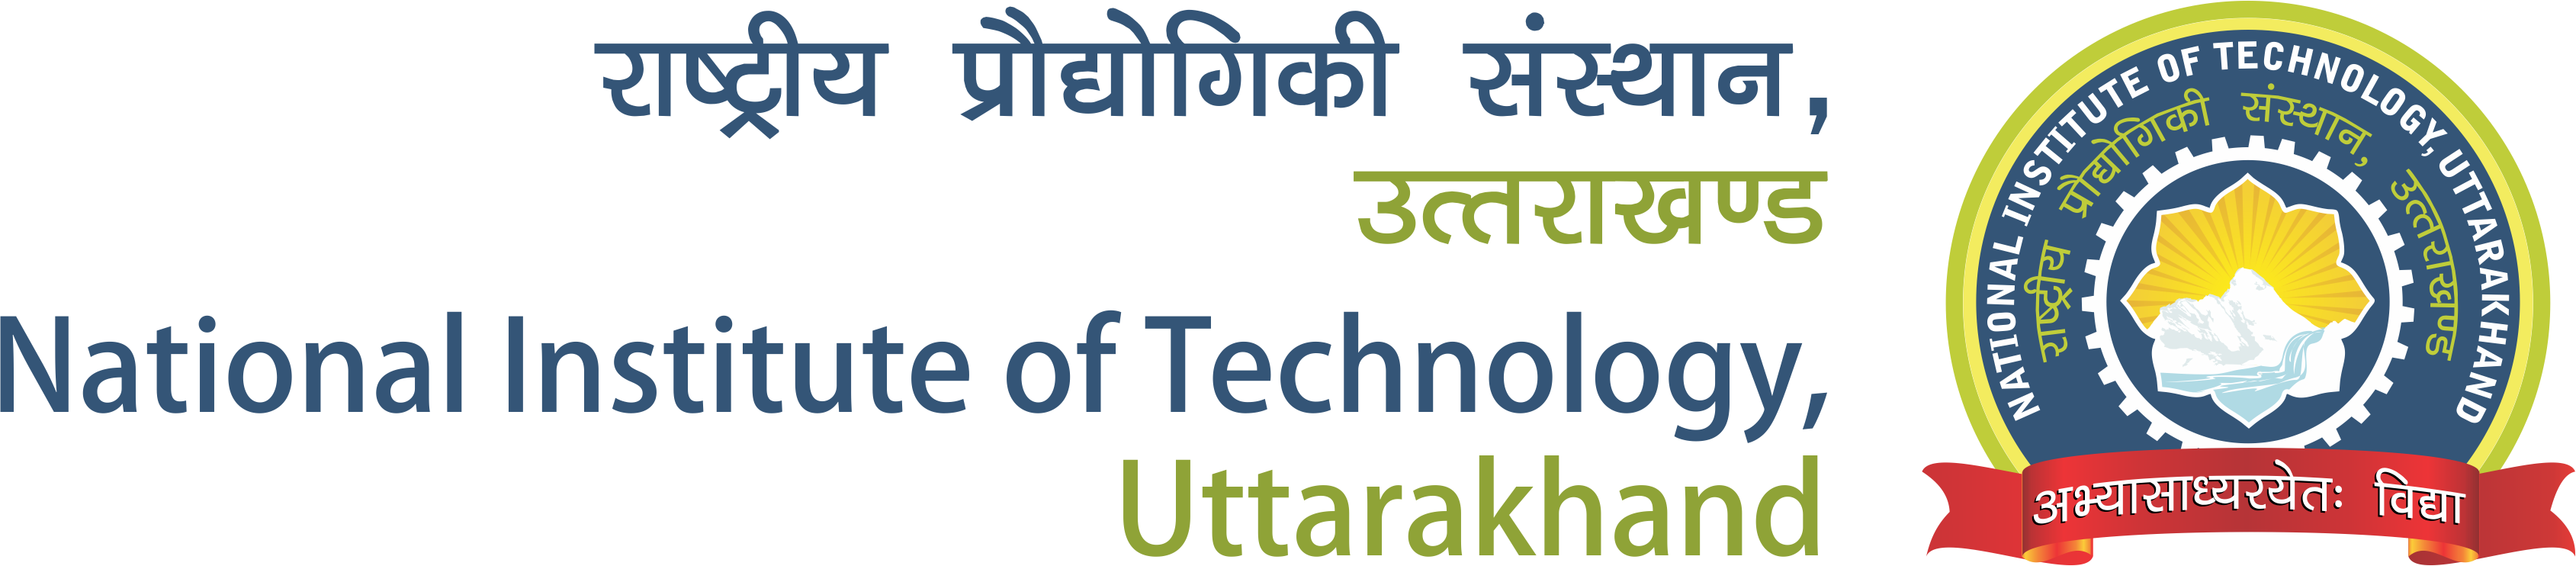 राष्ट्रीय प्रौद्योगिकी संस्थान,
उत्तराखण्ड
National Institute of Technology,
Uttarakhand
NATIONAL INSTITUTE OF TECHNOLOGY, UTTARAKHAND
राष्ट्रीय प्रौद्योगिकी संस्थान, उत्तराखण्ड
अभ्यासाध्यरयेतः विद्या